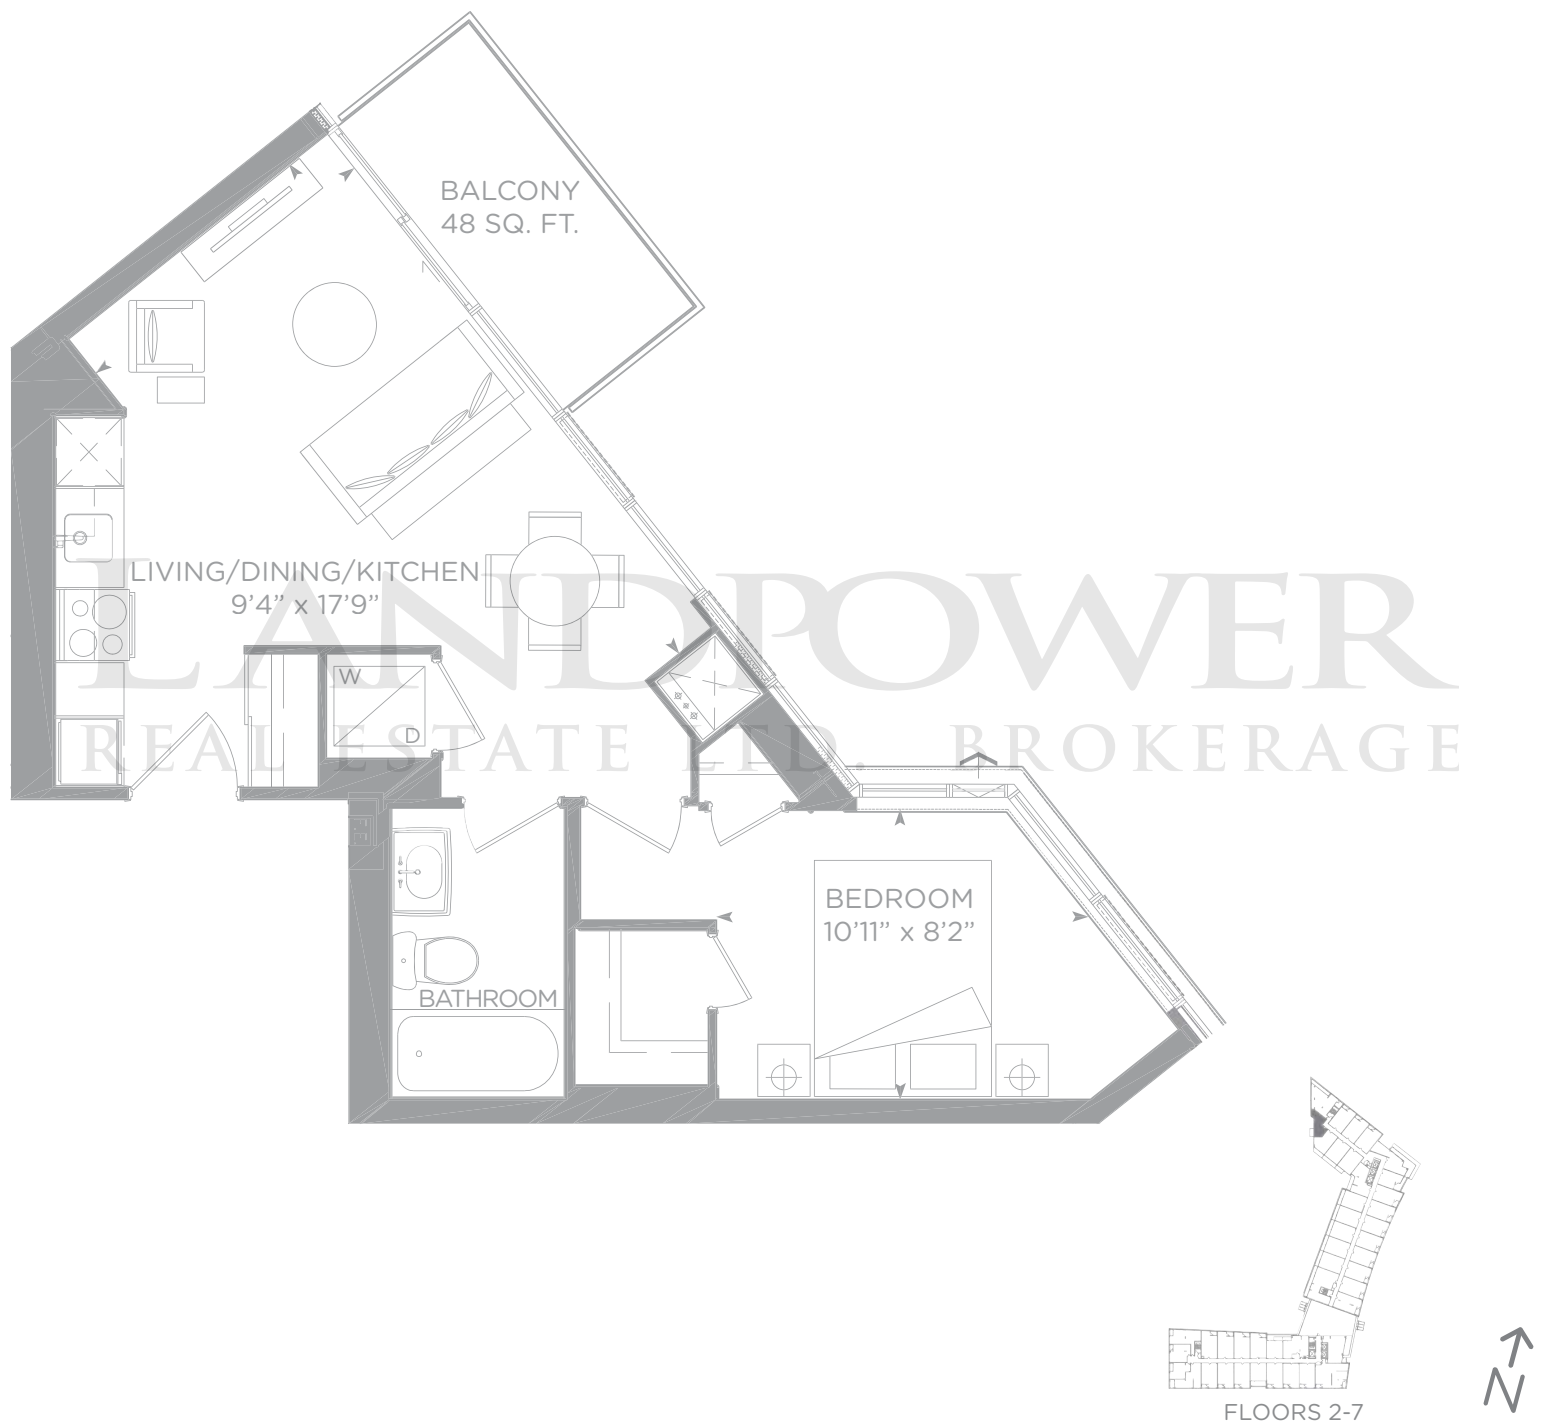 BALCONY
48 SQ. FT.
LIVING/DINING/KITCHEN
9'4" x 17'9"
LANDPOWER
REAL ESTATE LTD. BROKERAGE
W
D
BEDROOM
10'11" x 8'2"
BATHROOM
N
FLOORS 2-7